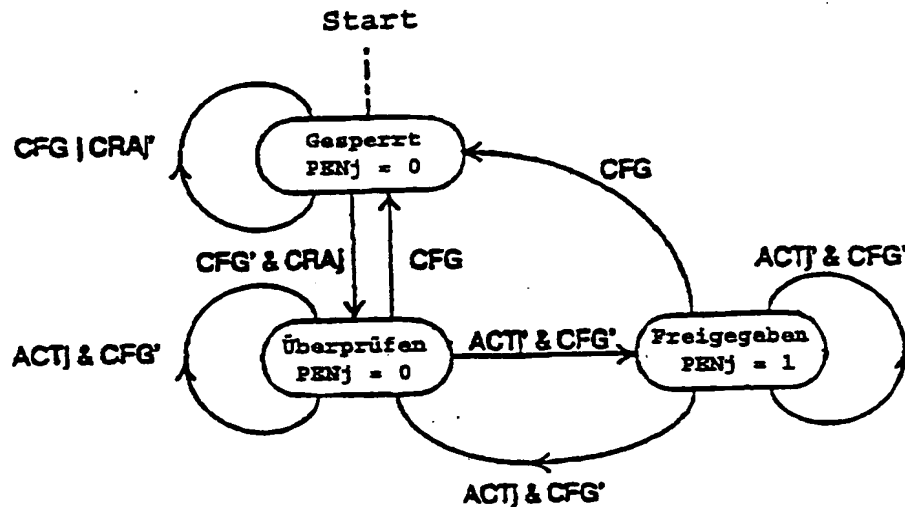 Start
Gesperrt
PENj = 0
CFG | CRAj'
CFG
CFG' & CRAj
CFG
ACTj' & CFG'
Überprüfen
PENj = 0
ACTj & CFG'
ACTj' & CFG'
Freigegaben
PENj = 1
ACTj & CFG'